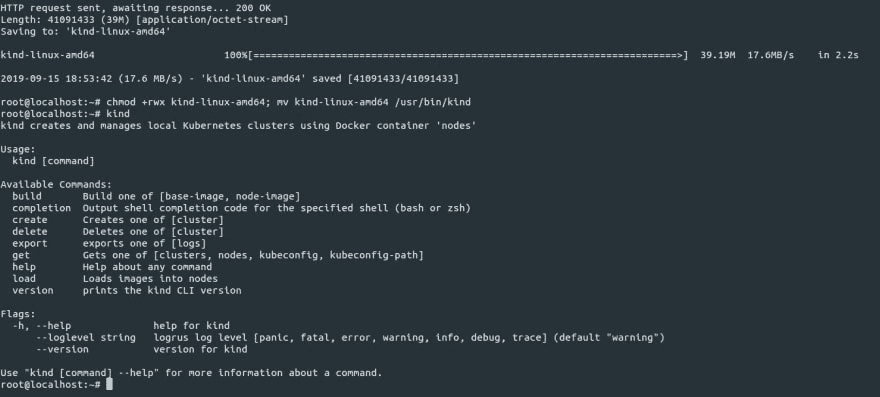 HTTP request sent, awaiting response... 200 OK
Length: 41091433 (39M) [application/octet-stream]
Saving to: 'kind-linux-amd64'
kind-linux-amd64 100%[=======================================================================>] 39.19M 17.6MB/s in 2.2s
2019-09-15 18:53:42 (17.6 MB/s) - 'kind-linux-amd64' saved [41091433/41091433]
root@localhost:~# chmod +rwx kind-linux-amd64; mv kind-linux-amd64 /usr/bin/kind
root@localhost:~# kind
kind creates and manages local Kubernetes clusters using Docker container 'nodes'
Usage:
  kind [command]
Available Commands:
  build       Build one of [base-image, node-image]
  completion  Output shell completion code for the specified shell (bash or zsh)
  create      Creates one of [cluster]
  delete      Deletes one of [cluster]
  export      exports one of [logs]
  get         Gets one of [clusters, nodes, kubeconfig, kubeconfig-path]
  help        Help about any command
  load        Loads images into nodes
  version     prints the kind CLI version
Flags:
  -h, --help              help for kind
      --loglevel string   logrus log level [panic, fatal, error, warning, info, debug, trace] (default "warning")
      --version           version for kind
Use "kind [command] --help" for more information about a command.
root@localhost:~#